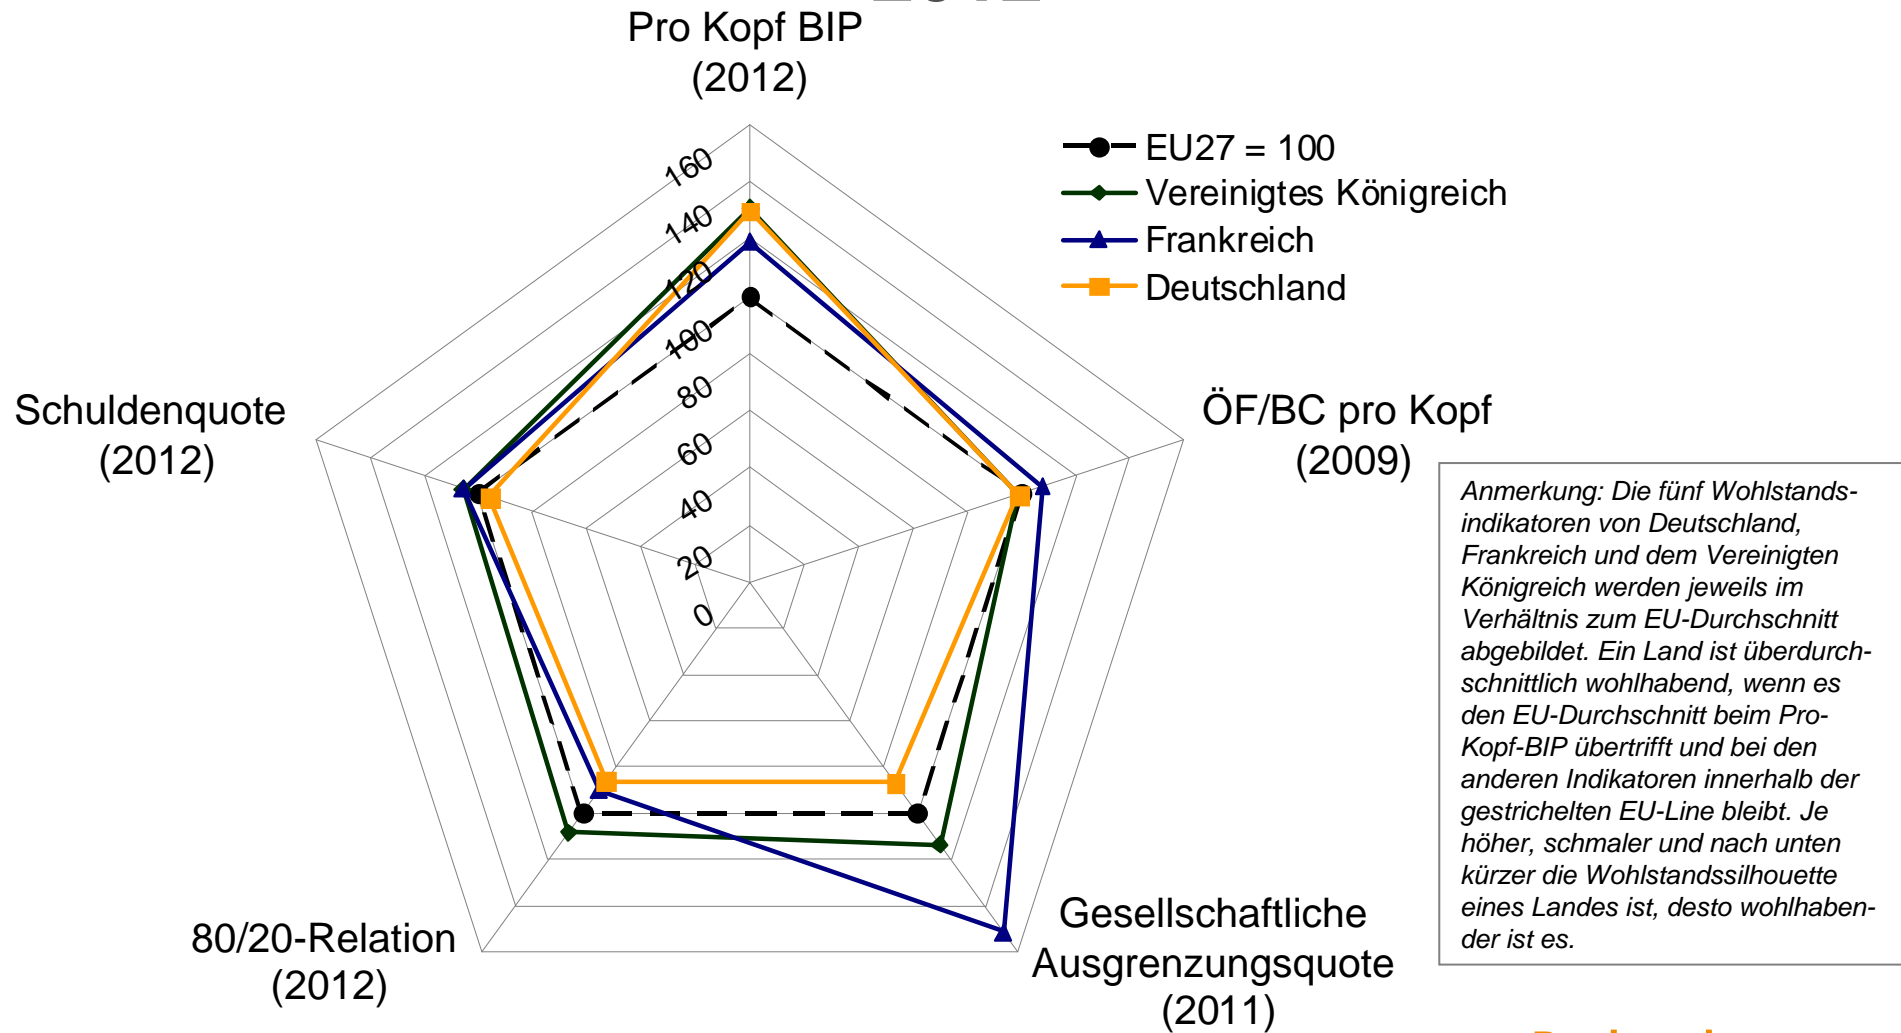 Pro Kopf BIP
(2012)
EU27 = 100
Vereinigtes Königreich
Frankreich
Deutschland
160
140
120
100
80
60
40
20
0
Schuldenquote
(2012)
ÖF/BC pro Kopf
(2009)
Anmerkung: Die fünf Wohlstands-
indikatoren von Deutschland,
Frankreich und dem Vereinigten
Königreich werden jeweils im
Verhältnis zum EU-Durchschnitt
abgebildet. Ein Land ist überdurch-
schnittlich wohlhabend, wenn es
den EU-Durchschnitt beim Pro-
Kopf-BIP übertrifft und bei den
anderen Indikatoren innerhalb der
gestrichelten EU-Line bleibt. Je
höher, schmaler und nach unten
kürzer die Wohlstandssilhouette
eines Landes ist, desto wohlhaben-
der ist es.
80/20-Relation
(2012)
Gesellschaftliche
Ausgrenzungsquote
(2011)